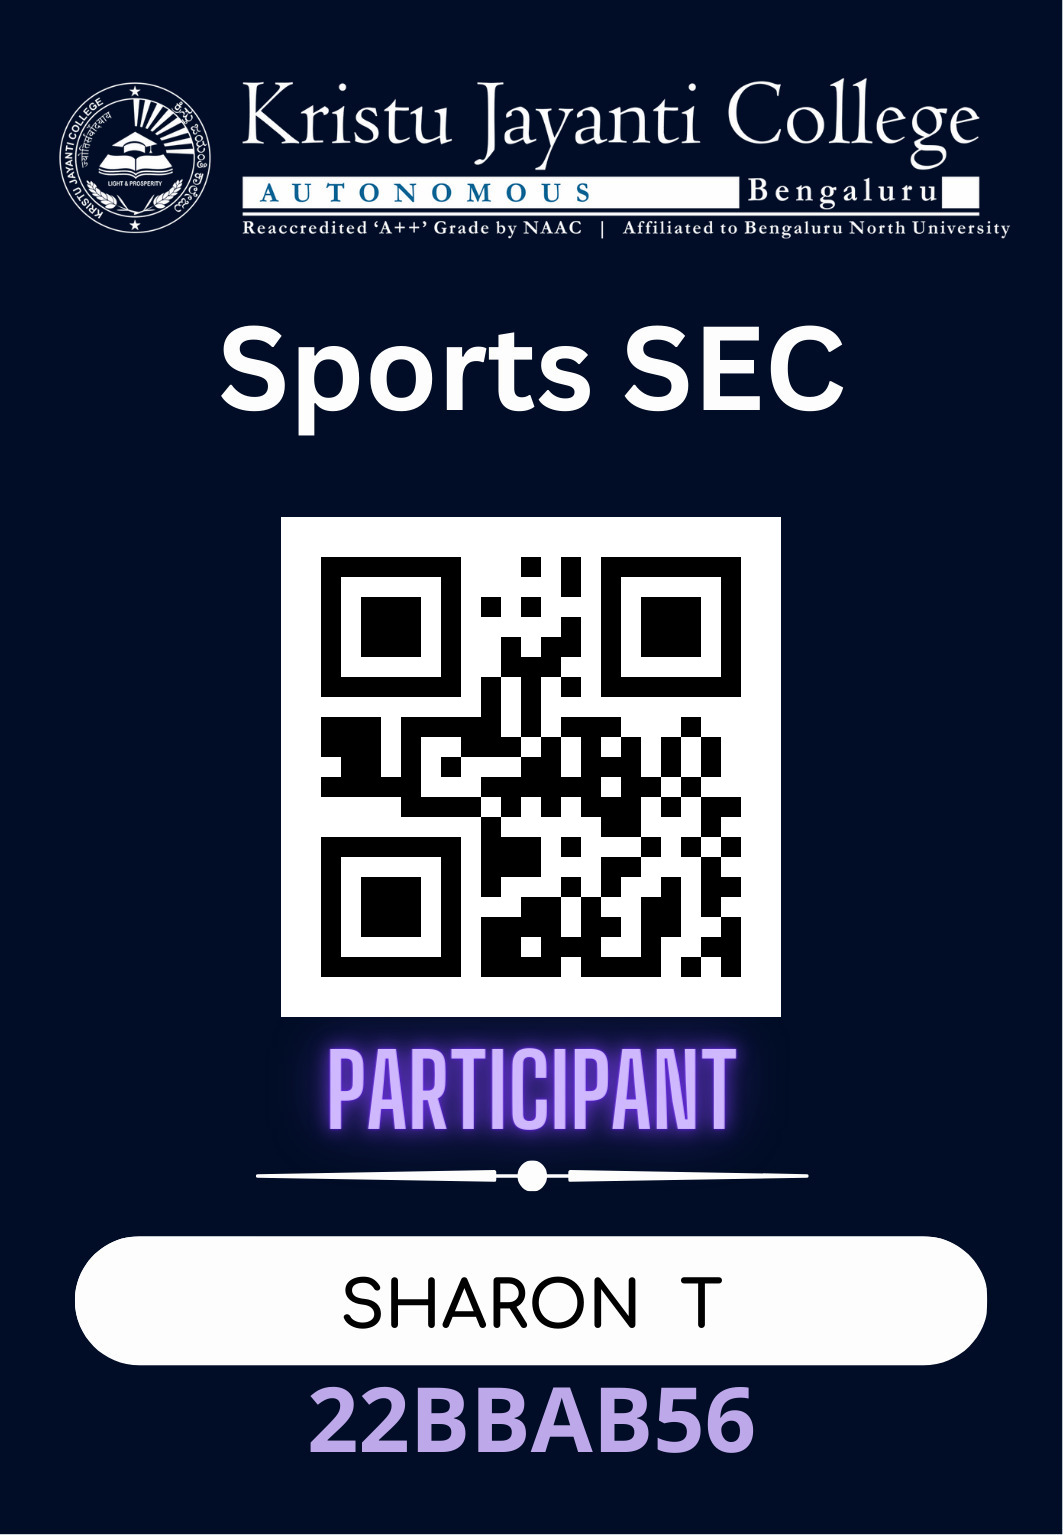 KRISTU JAYANTI COLLEGE
LIGHT & PROSPERITY
Kristu Jayanti College
AUTONOMOUS Bengaluru
Reaccredited ‘A++’ Grade by NAAC | Affiliated to Bengaluru North University
Sports SEC
PARTICIPANT
SHARON T
22BBAB56